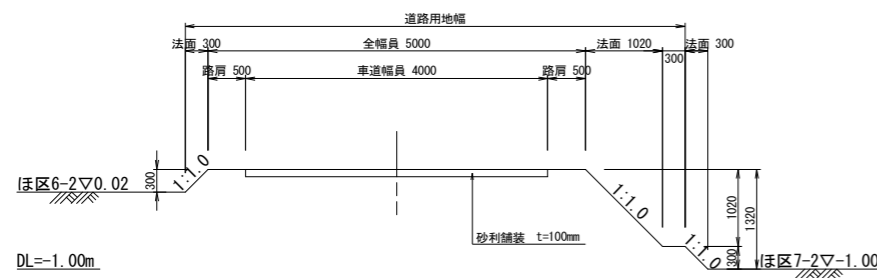 道路用地幅
法面 300
全幅員 5000
法面 1020
300
法面 300
路肩 500
車道幅員 4000
路肩 500
1:1.0
300
ほ区6-2▽0.02
1:1.0
1020
1320
砂利舗装 t=100mm
1:1.0
300
DL=-1.00m
ほ区7-2▽-1.00